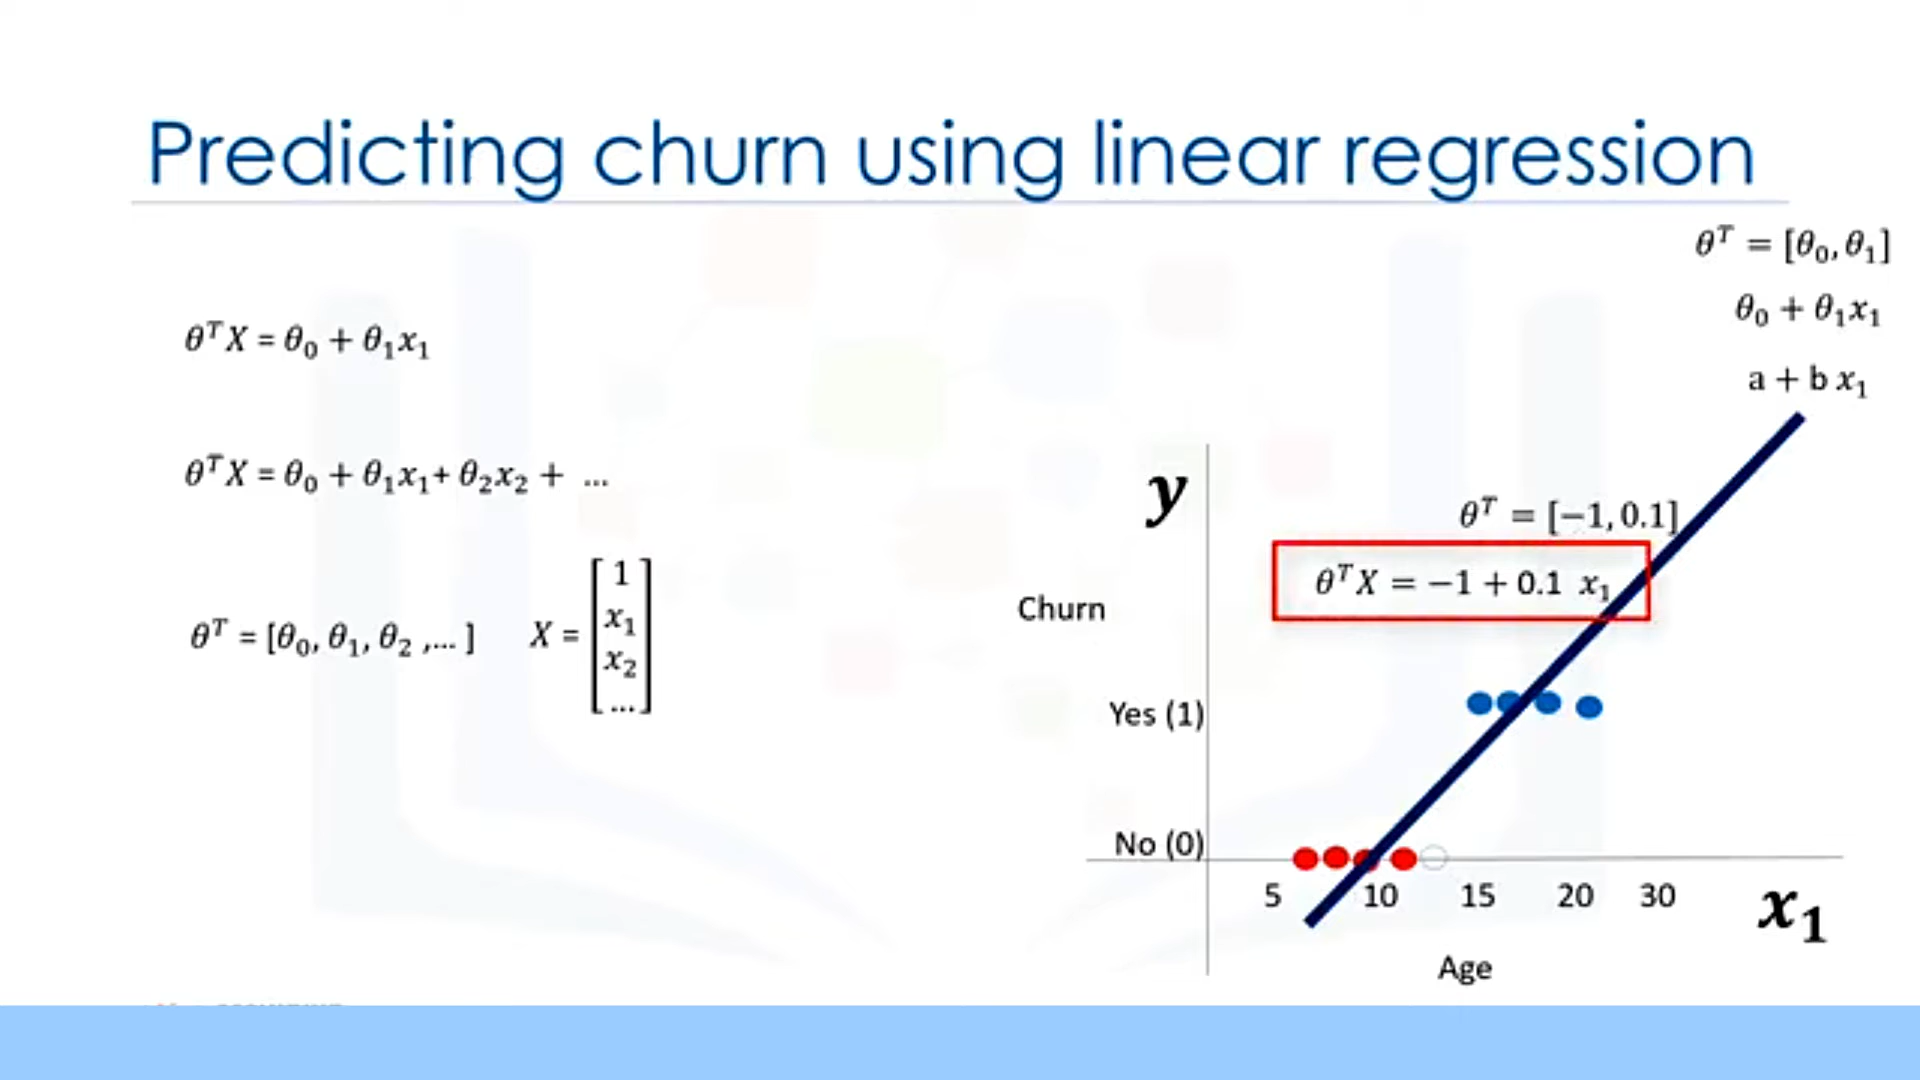 Predicting churn using linear regression
θᵀX = θ₀ + θ₁x₁
θᵀX = θ₀ + θ₁x₁+ θ₂x₂ + ...
θᵀ = [θ₀, θ₁, θ₂ ,... ] X = [1 x₁ x₂ ...]
θᵀ = [θ₀, θ₁]
θ₀ + θ₁x₁
a + b x₁
y
θᵀ = [−1, 0.1]
θᵀX = −1 + 0.1 x₁
Churn
Yes (1)
No (0)
5 10 15 20 30
x₁
Age